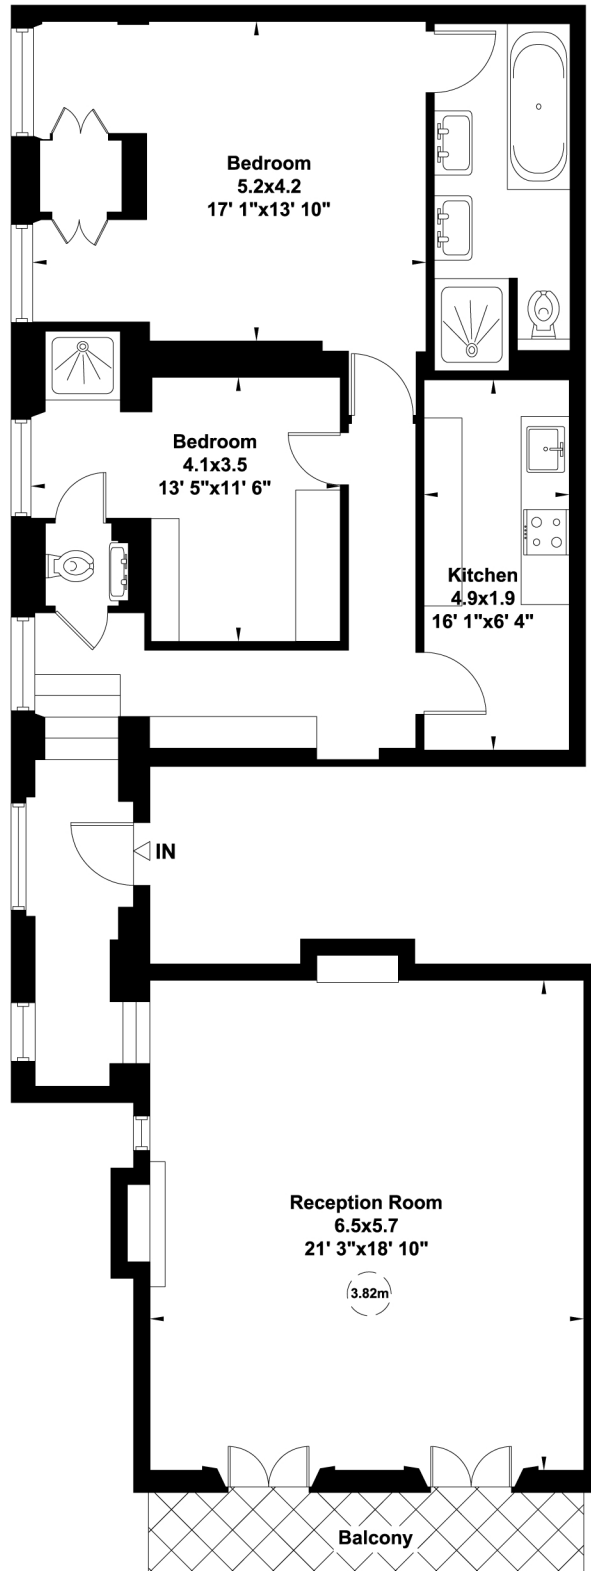 Bedroom
5.2x4.2
17' 1"x13' 10"
Bedroom
4.1x3.5
13' 5"x11' 6"
Kitchen
4.9x1.9
16' 1"x6' 4"
IN
Reception Room
6.5x5.7
21' 3"x18' 10"
3.82m
Balcony